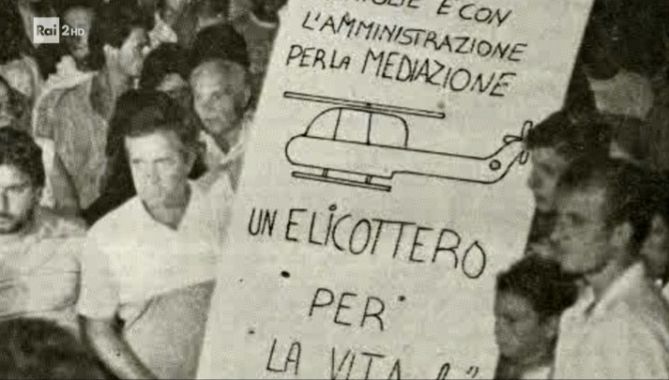 Rai 2HD
E CON
L'AMMINISTRAZIONE
PER LA MEDIAZIONE
UN ELICOTTERO
PER
LA VITA